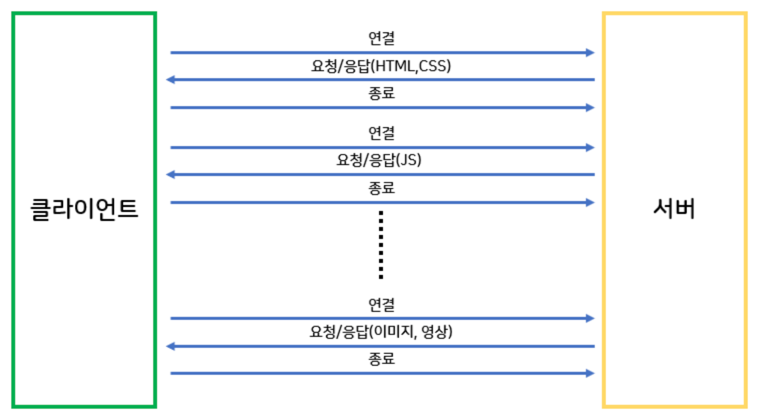 연결
요청/응답(HTML,CSS)
종료
연결
요청/응답(JS)
종료
클라이언트
서버
연결
요청/응답(이미지, 영상)
종료